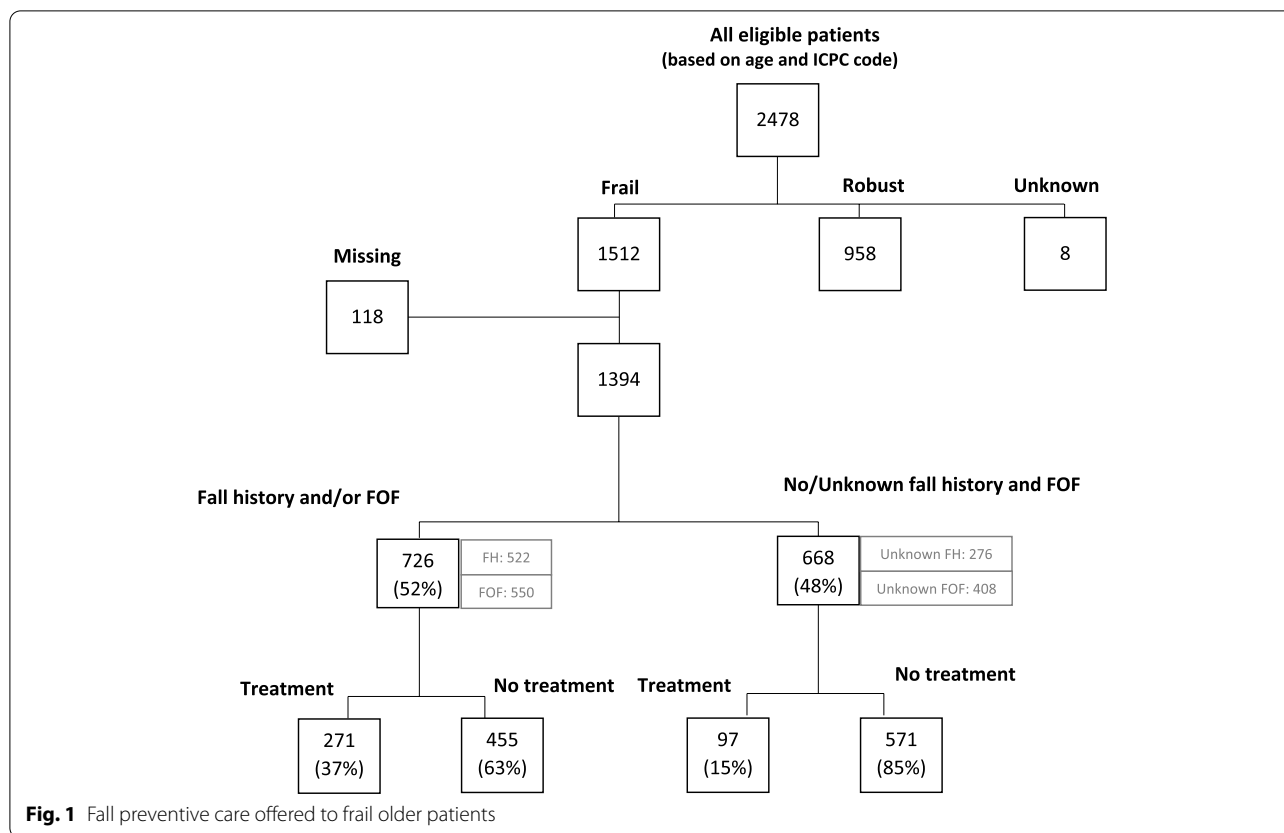 All eligible patients
(based on age and ICPC code)
2478
Frail
Robust
Unknown
1512
958
8
Missing
118
1394
Fall history and/or FOF
No/Unknown fall history and FOF
726
(52%)
FH: 522
FOF: 550
668
(48%)
Unknown FH: 276
Unknown FOF: 408
Treatment
No treatment
Treatment
No treatment
271
(37%)
455
(63%)
97
(15%)
571
(85%)
Fig. 1 Fall preventive care offered to frail older patients